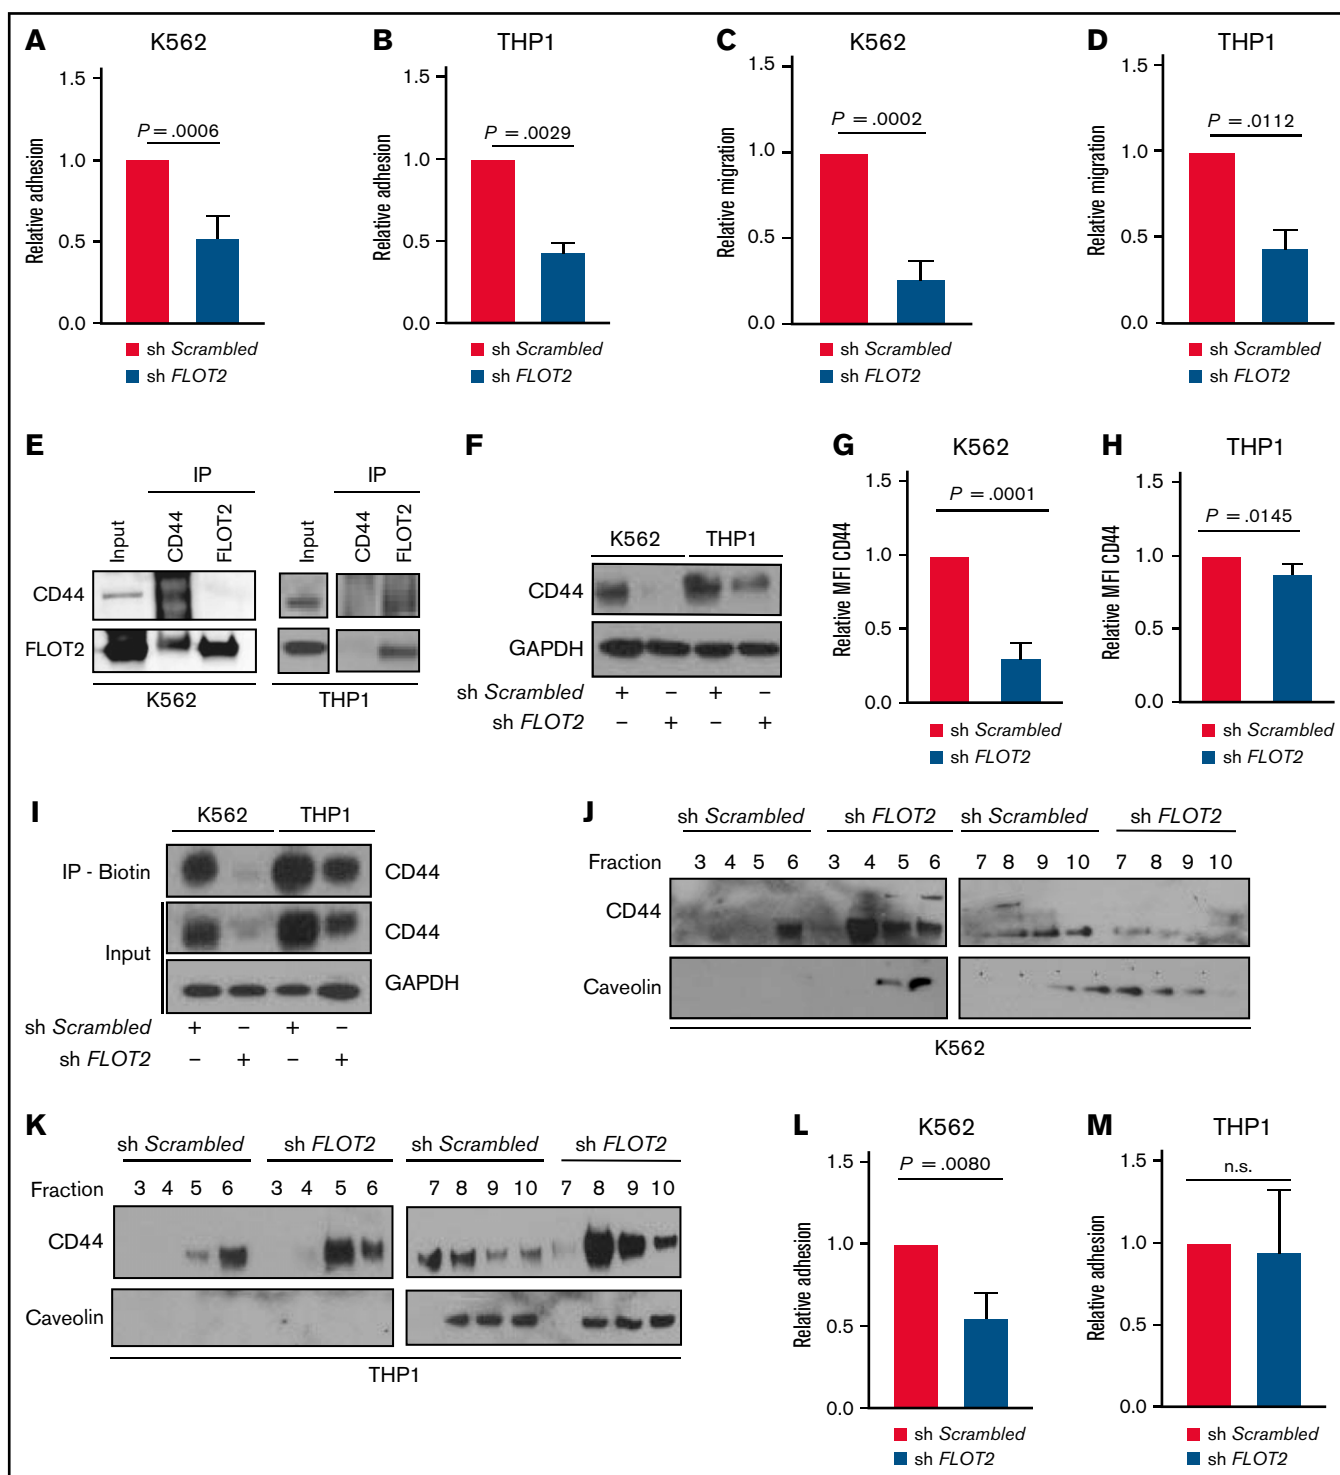 A
K562
1.5
1.0
0.5
0.0
Relative adhesion
P = .0006
sh Scrambled
sh FLOT2
B
THP1
1.5
1.0
0.5
0.0
Relative adhesion
P = .0029
sh Scrambled
sh FLOT2
C
K562
1.5
1.0
0.5
0.0
Relative migration
P = .0002
sh Scrambled
sh FLOT2
D
THP1
1.5
1.0
0.5
0.0
Relative migration
P = .0112
sh Scrambled
sh FLOT2
E
IP
IP
Input
CD44
FLOT2
Input
CD44
FLOT2
CD44
FLOT2
K562
THP1
F
K562 THP1
CD44
GAPDH
sh Scrambled + – + –
sh FLOT2 – + – +
G
K562
1.5
1.0
0.5
0.0
Relative MFI CD44
P = .0001
sh Scrambled
sh FLOT2
H
THP1
1.5
1.0
0.5
0.0
Relative MFI CD44
P = .0145
sh Scrambled
sh FLOT2
I
K562 THP1
IP - Biotin CD44
Input
CD44
GAPDH
sh Scrambled + – + –
sh FLOT2 – + – +
J
sh Scrambled sh FLOT2 sh Scrambled sh FLOT2
Fraction 3 4 5 6 3 4 5 6 7 8 9 10 7 8 9 10
CD44
Caveolin
K562
K
sh Scrambled sh FLOT2 sh Scrambled sh FLOT2
Fraction 3 4 5 6 3 4 5 6 7 8 9 10 7 8 9 10
CD44
Caveolin
THP1
L
K562
1.5
1.0
0.5
0.0
Relative adhesion
P = .0080
sh Scrambled
sh FLOT2
M
THP1
1.5
1.0
0.5
0.0
Relative adhesion
n.s.
sh Scrambled
sh FLOT2